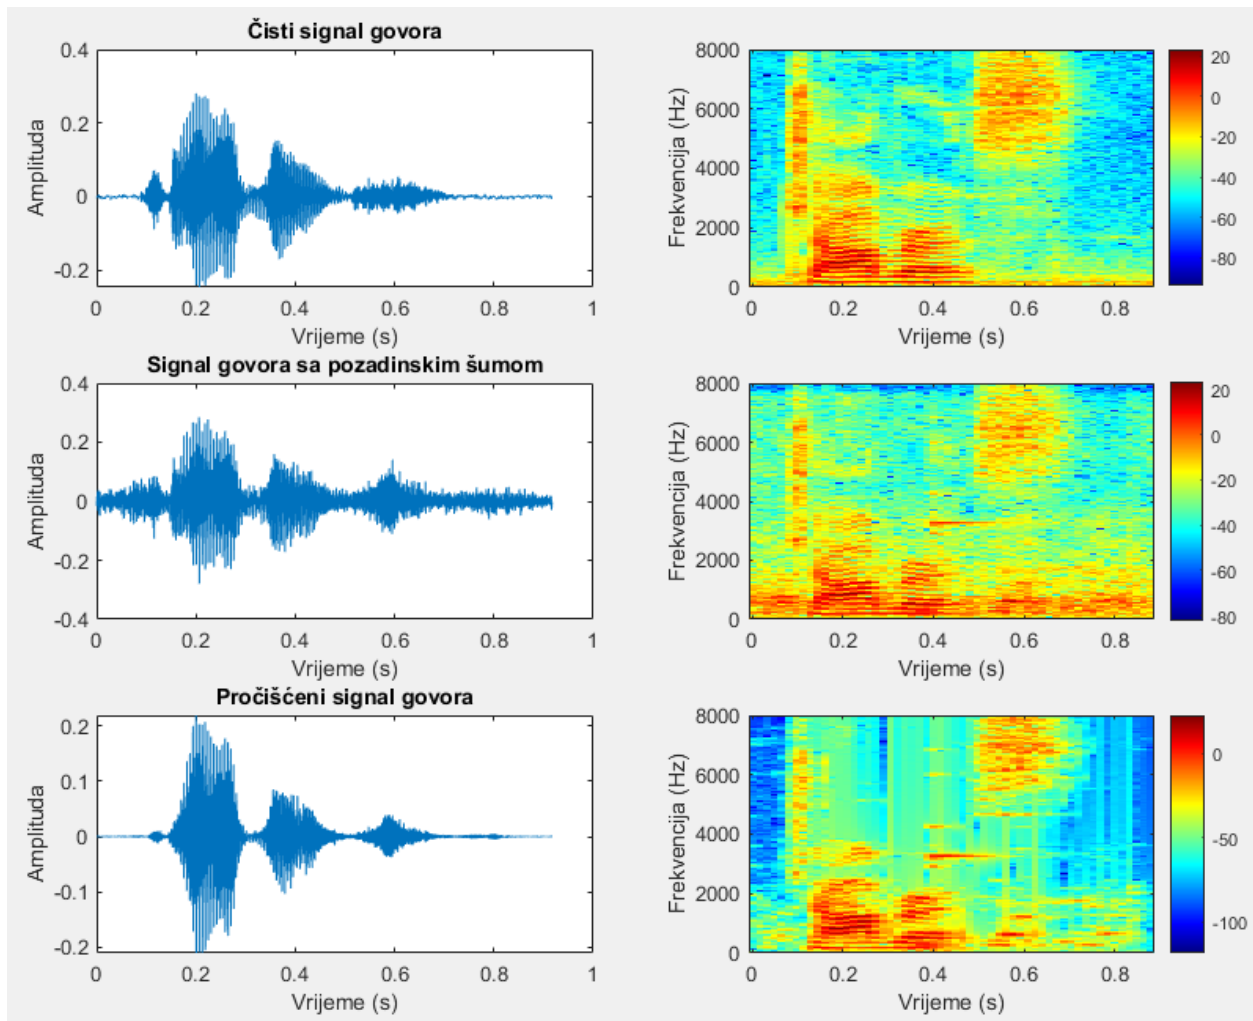 Čisti signal govora
0.4
0.2
0
-0.2
Amplituda
0 0.2 0.4 0.6 0.8 1
Vrijeme (s)
8000
6000
4000
2000
0
Frekvencija (Hz)
0 0.2 0.4 0.6 0.8
Vrijeme (s)
20
0
-20
-40
-60
-80
Signal govora sa pozadinskim šumom
0.4
0.2
0
-0.2
-0.4
Amplituda
0 0.2 0.4 0.6 0.8 1
Vrijeme (s)
8000
6000
4000
2000
0
Frekvencija (Hz)
0 0.2 0.4 0.6 0.8
Vrijeme (s)
20
0
-20
-40
-60
-80
Pročišćeni signal govora
0.2
0.1
0
-0.1
-0.2
Amplituda
0 0.2 0.4 0.6 0.8 1
Vrijeme (s)
8000
6000
4000
2000
0
Frekvencija (Hz)
0 0.2 0.4 0.6 0.8
Vrijeme (s)
0
-50
-100